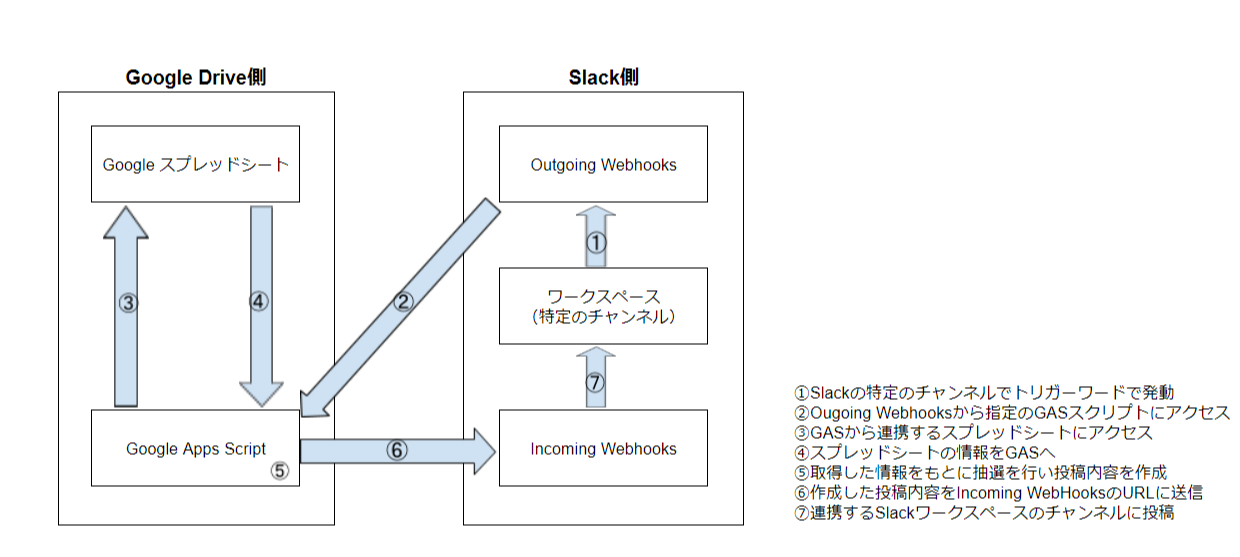 Google Drive側
Slack側
Google スプレッドシート
Outgoing Webhooks
①
ワークスペース
(特定のチャンネル)
③
④
②
⑦
Google Apps Script
⑤
⑥
Incoming Webhooks
①Slackの特定のチャンネルでトリガーワードで発動
②Ougoing Webhooksから指定のGASスクリプトにアクセス
③GASから連携するスプレッドシートにアクセス
④スプレッドシートの情報をGASへ
⑤取得した情報をもとに抽選を行い投稿内容を作成
⑥作成した投稿内容をIncoming WebHooksのURLに送信
⑦連携するSlackワークスペースのチャンネルに投稿